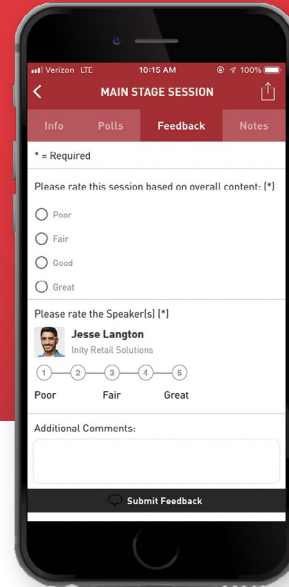 Verizon LTE 10:15 AM 100%
MAIN STAGE SESSION
Info Polls Feedback Notes
* = Required
Please rate this session based on overall content: (*)
Poor
Fair
Good
Great
Please rate the Speaker(s) (*)
Jesse Langton
Inity Retail Solutions
1 2 3 4 5
Poor Fair Great
Additional Comments:
Submit Feedback